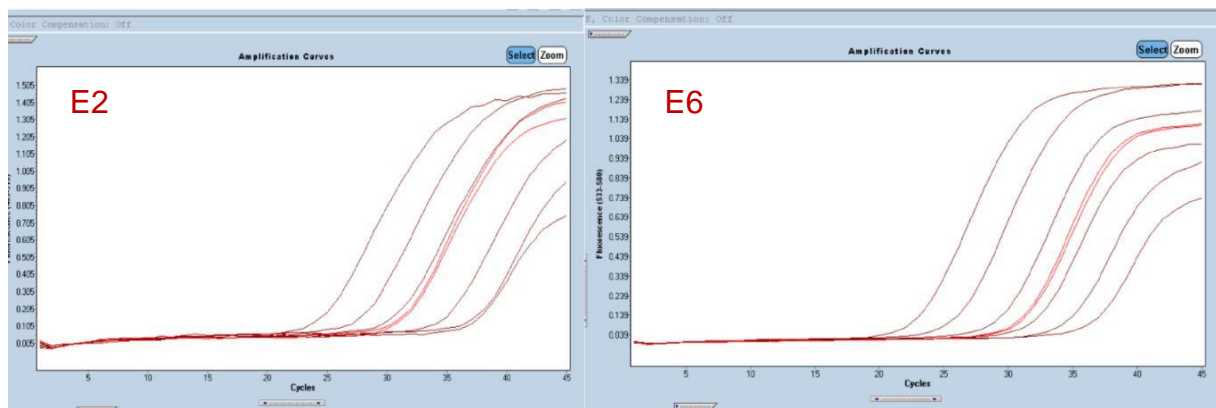 Color Compensation: Off
Amplification Curves
Select Zoom
E2
1.505
1.405
1.305
1.205
1.105
1.005
0.905
0.805
0.705
0.605
0.505
0.405
0.305
0.205
0.105
0.005
5 10 15 20 25 30 35 40 45
Cycles
E, Color Compensation: Off
Amplification Curves
Select Zoom
E6
Fluorescence (533-580)
1.339
1.239
1.139
1.039
0.939
0.839
0.739
0.639
0.539
0.439
0.339
0.239
0.139
0.039
5 10 15 20 25 30 35 40 45
Cycles